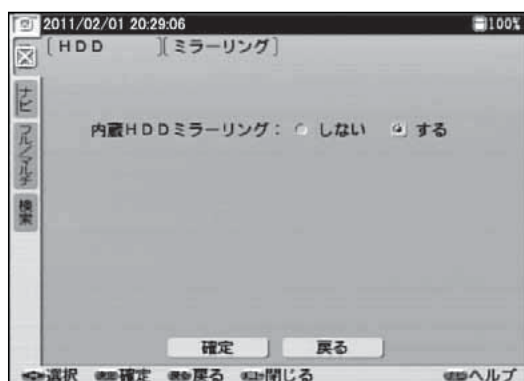 2011/02/01 20:29:06 100%
[HDD ][ミラーリング]
ナビ
フル/マルチ
検索
内蔵HDDミラーリング: しない する
確定 戻る
選択 確定 戻る 閉じる ヘルプ